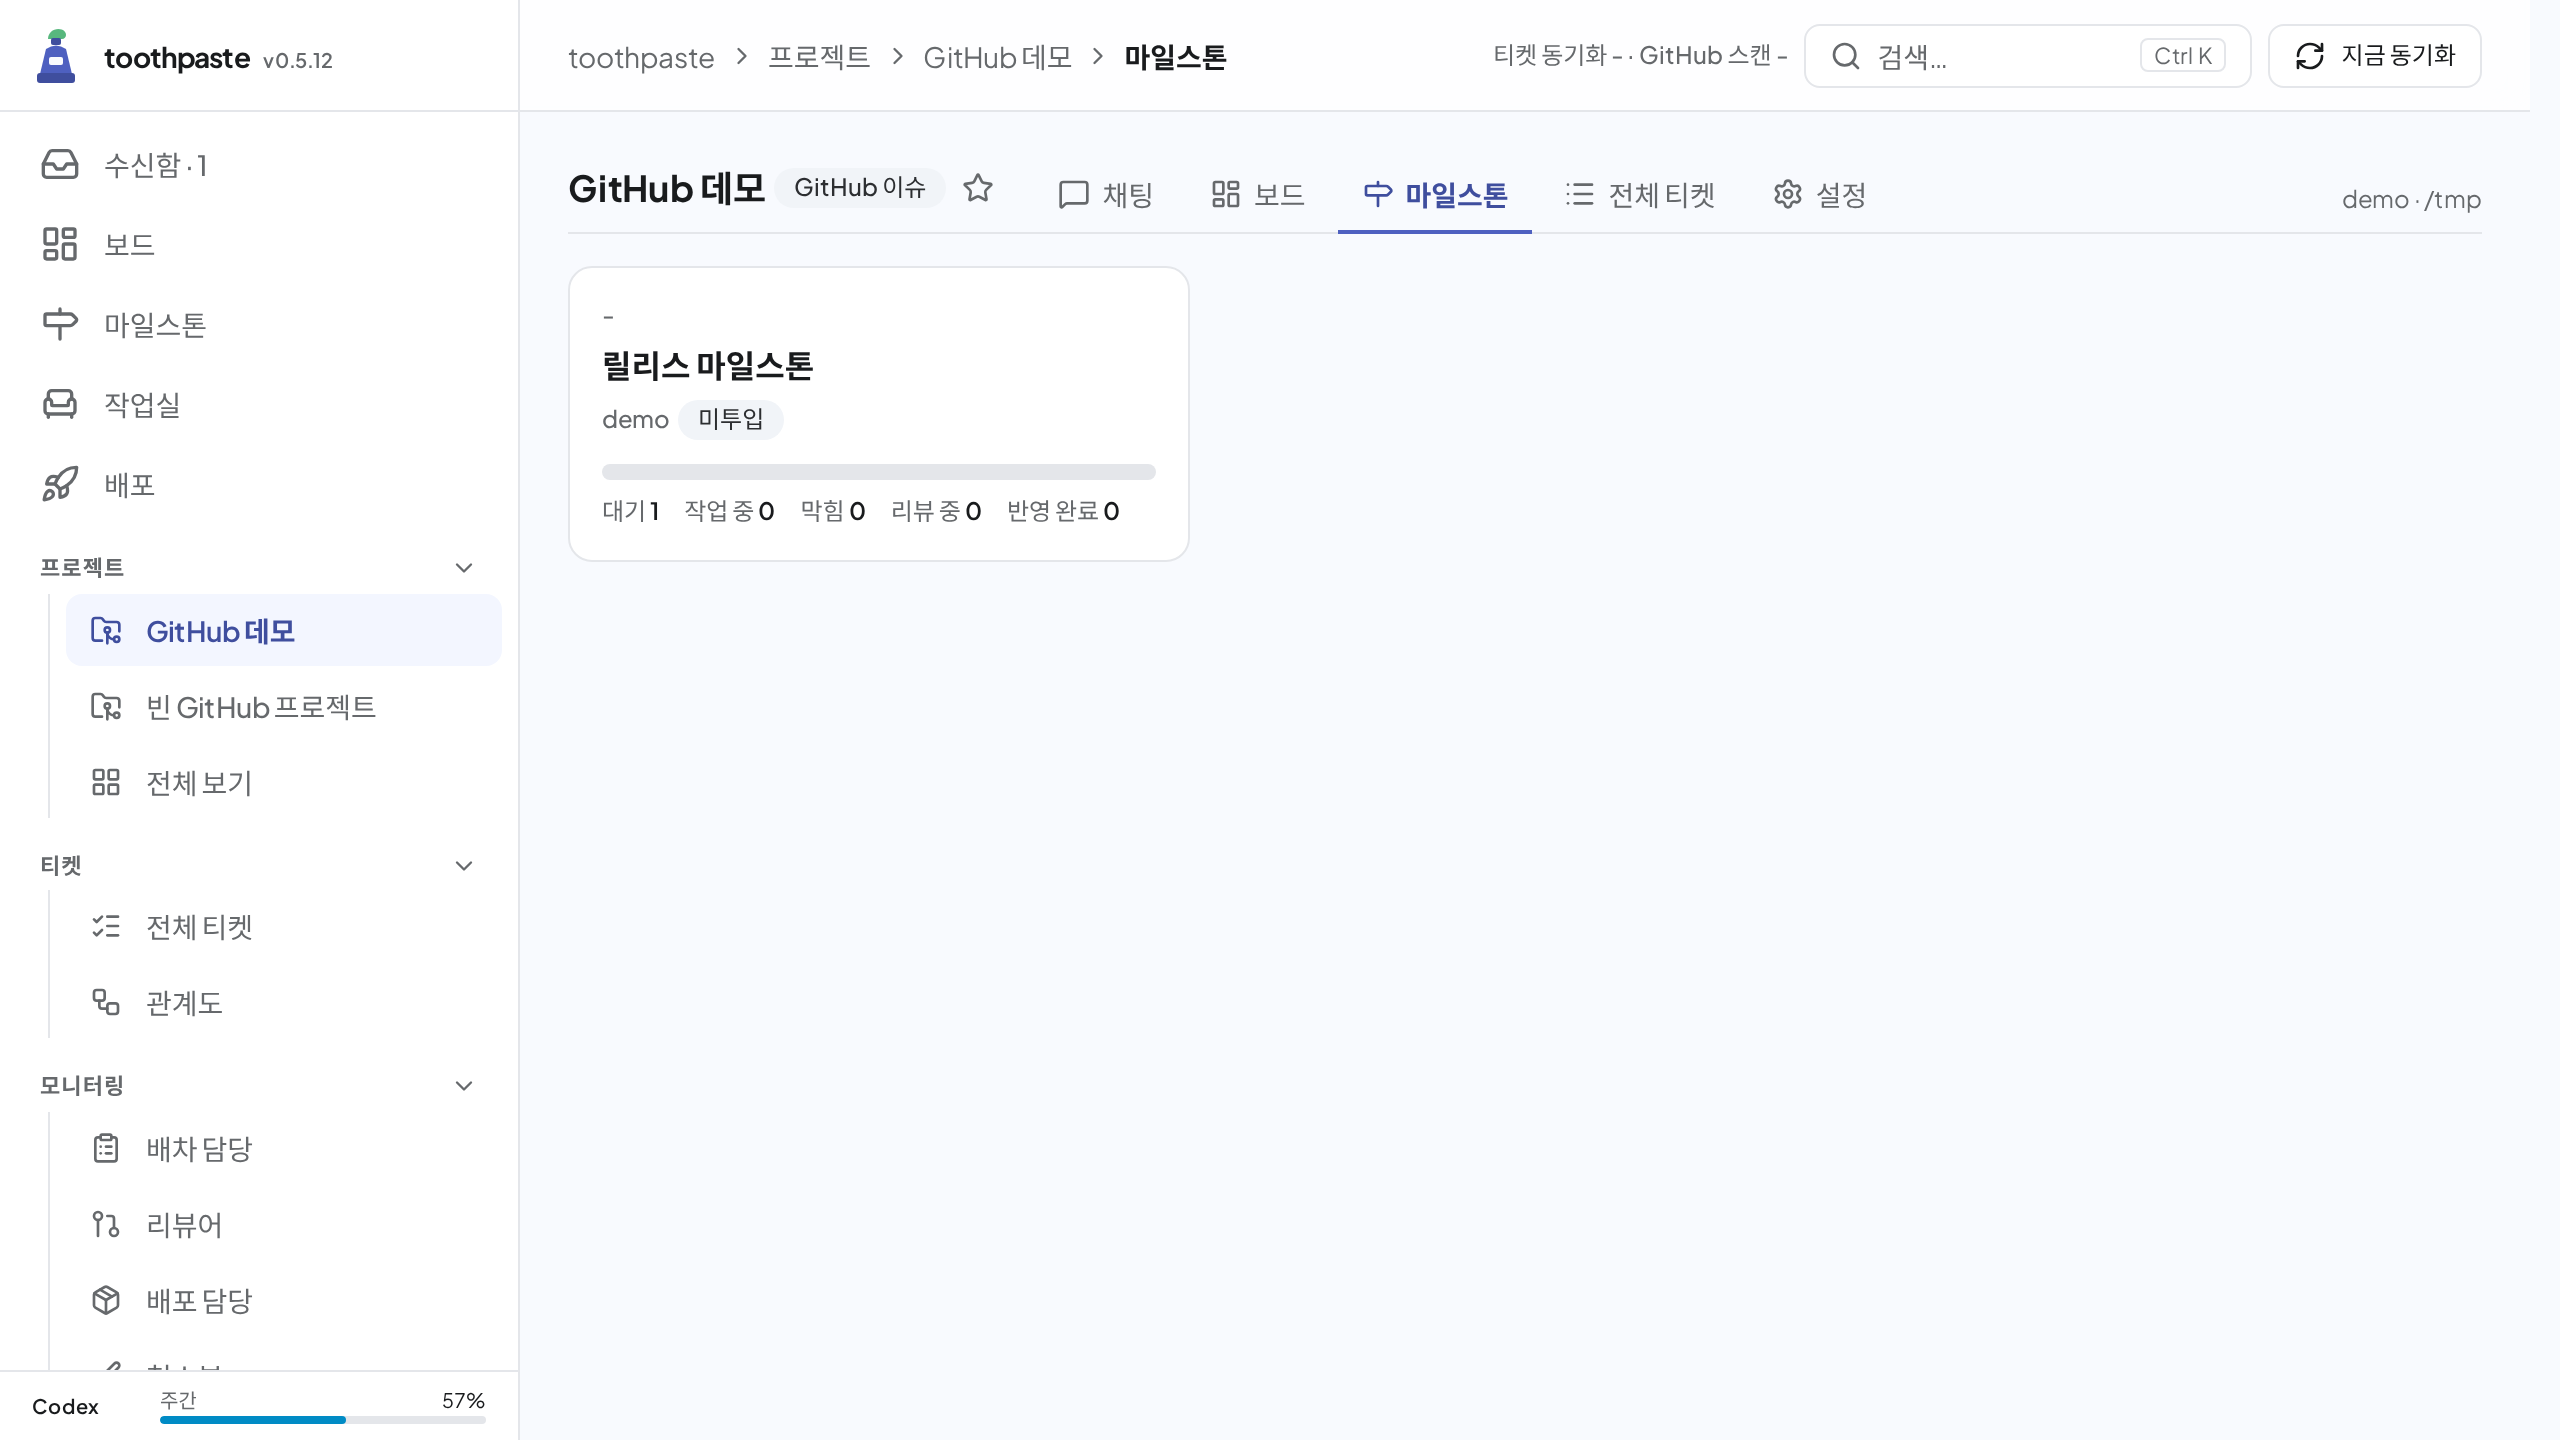 toothpaste v0.5.12
수신함 · 1
보드
마일스톤
작업실
배포
프로젝트
GitHub 데모
빈 GitHub 프로젝트
전체 보기
티켓
전체 티켓
관계도
모니터링
배차 담당
리뷰어
배포 담당
Codex
주간 57%
toothpaste > 프로젝트 > GitHub 데모 > 마일스톤
티켓 동기화 - · GitHub 스캔 -
검색... Ctrl K
지금 동기화
GitHub 데모 GitHub 이슈
채팅 보드 마일스톤 전체 티켓 설정
demo · /tmp
-
릴리스 마일스톤
demo 미투입
대기 1 작업 중 0 막힘 0 리뷰 중 0 반영 완료 0